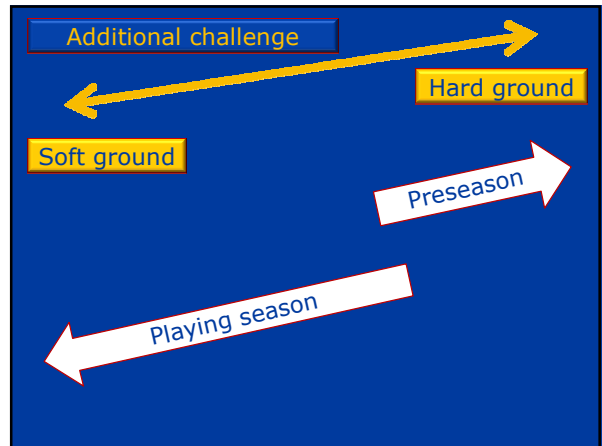 Additional challenge
Hard ground
Soft ground
Preseason
Playing season